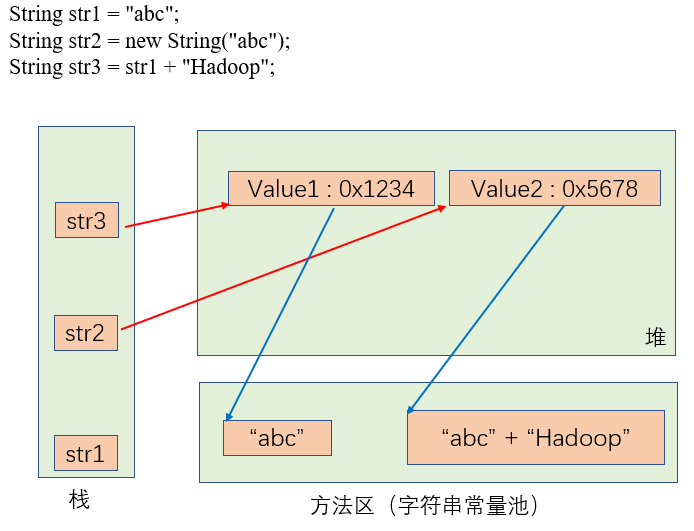 String str1 = "abc";
String str2 = new String("abc");
String str3 = str1 + "Hadoop";
Value1 : 0x1234
Value2 : 0x5678
str3
str2
堆
“abc”
“abc” + “Hadoop”
str1
栈
方法区（字符串常量池）